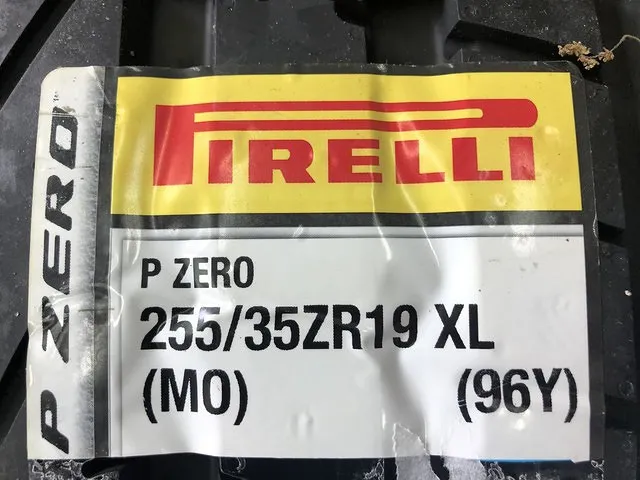 P ZERO
PIRELLI
P ZERO
255/35ZR19 XL
(MO) (96Y)